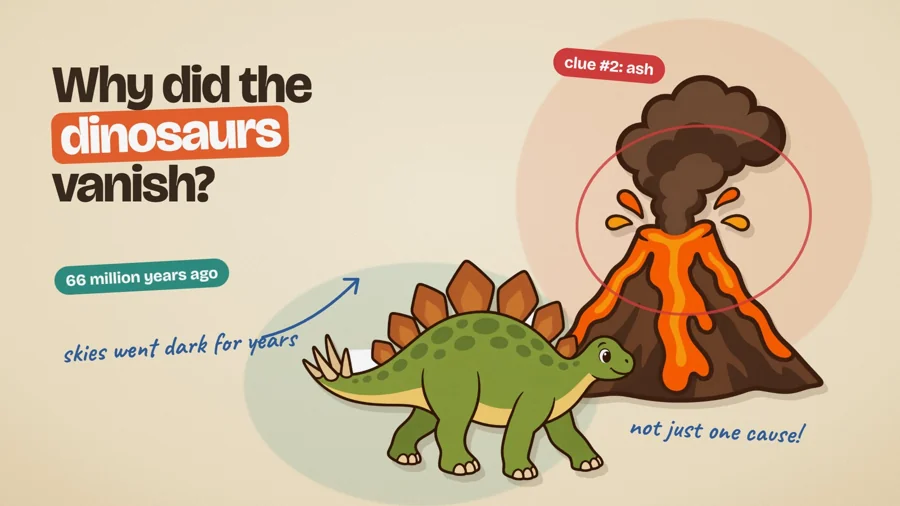 Why did the
dinosaurs
vanish?
clue #2: ash
66 million years ago
skies went dark for years
not just one cause!